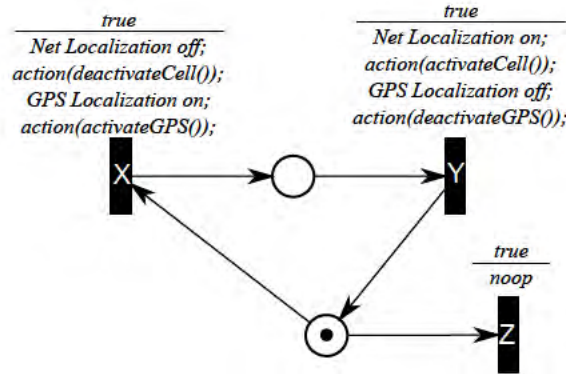 true
Net Localization off;
action(deactivateCell());
GPS Localization on;
action(activateGPS());
true
Net Localization on;
action(activateCell());
GPS Localization off;
action(deactivateGPS());
X
Y
true
noop
Z